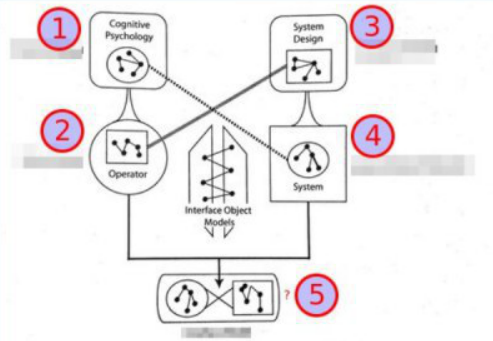 1
Cognitive
Psychology
3
System
Design
2
Operator
4
System
Interface Object
Models
? 5